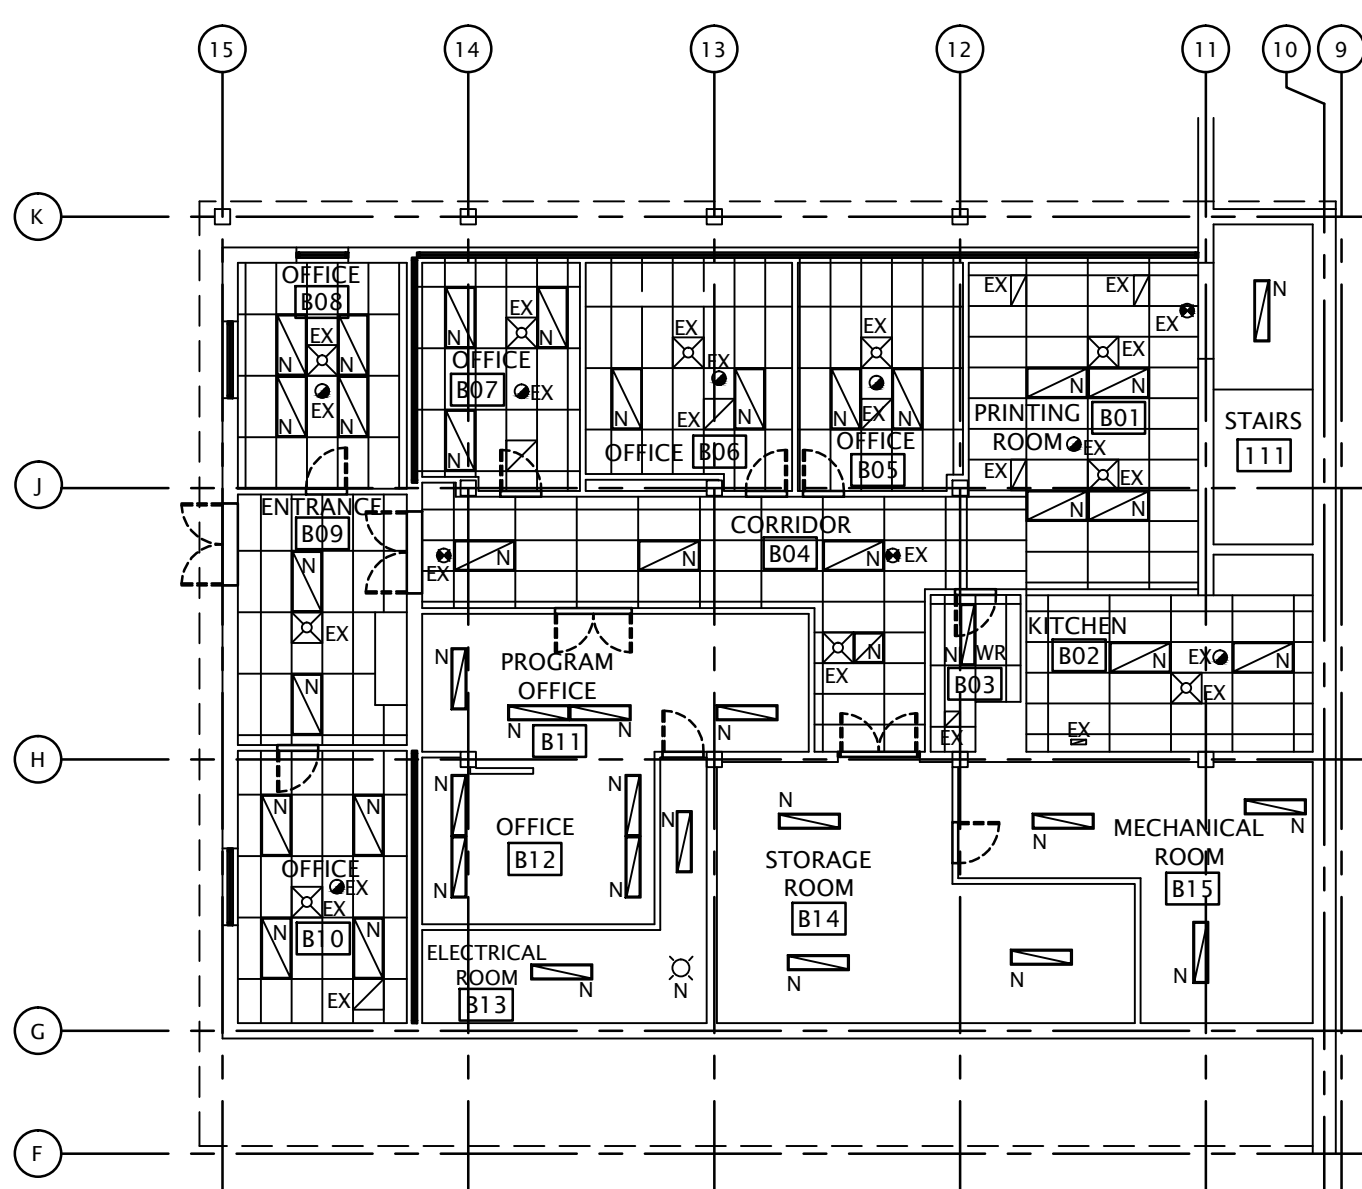 15 14 13 12 11 10 9
K
OFFICE
B08
EX
N N
N N
EX
EX
N N
OFFICE
B07
EX
N
EX
EX
N N
EX
OFFICE B06
EX
N N
EX
OFFICE
B05
EX EX
EX
EX
N N
PRINTING B01
ROOM EX
EX EX
N N
N
STAIRS
111
J
ENTRANCE
B09
N
EX
N
CORRIDOR
B04
EX N N N EX
N
EX
N WR
B03
EX
KITCHEN
B02
N EX N
EX
EX
N
PROGRAM
OFFICE
N N N
B11
H
N N
OFFICE
B12
N N
N
N N
OFFICE
EX
EX
B10
N N
EX
ELECTRICAL
ROOM
B13
N N
N
STORAGE
ROOM
B14
N N
N
N
MECHANICAL
ROOM
B15
N
G
F